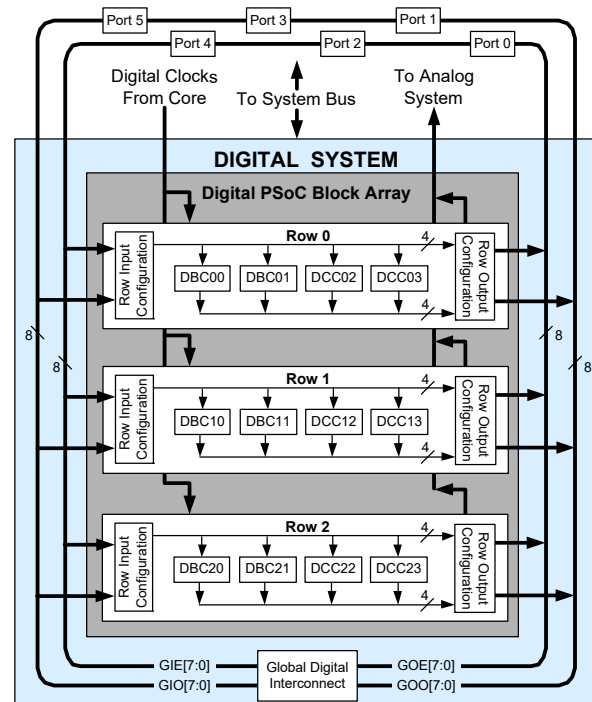 Port 5
Port 3
Port 1
Port 4
Port 2
Port 0
Digital Clocks
From Core
To System Bus
To Analog
System
DIGITAL SYSTEM
Digital PSoC Block Array
Row 0
Row Input
Configuration
DBC00
DBC01
DCC02
DCC03
4
4
Row Output
Configuration
8
8
8
8
Row 1
Row Input
Configuration
DBC10
DBC11
DCC12
DCC13
4
4
Row Output
Configuration
Row 2
Row Input
Configuration
DBC20
DBC21
DCC22
DCC23
4
4
Row Output
Configuration
GIE[7:0]
GIO[7:0]
Global Digital
Interconnect
GOE[7:0]
GOO[7:0]